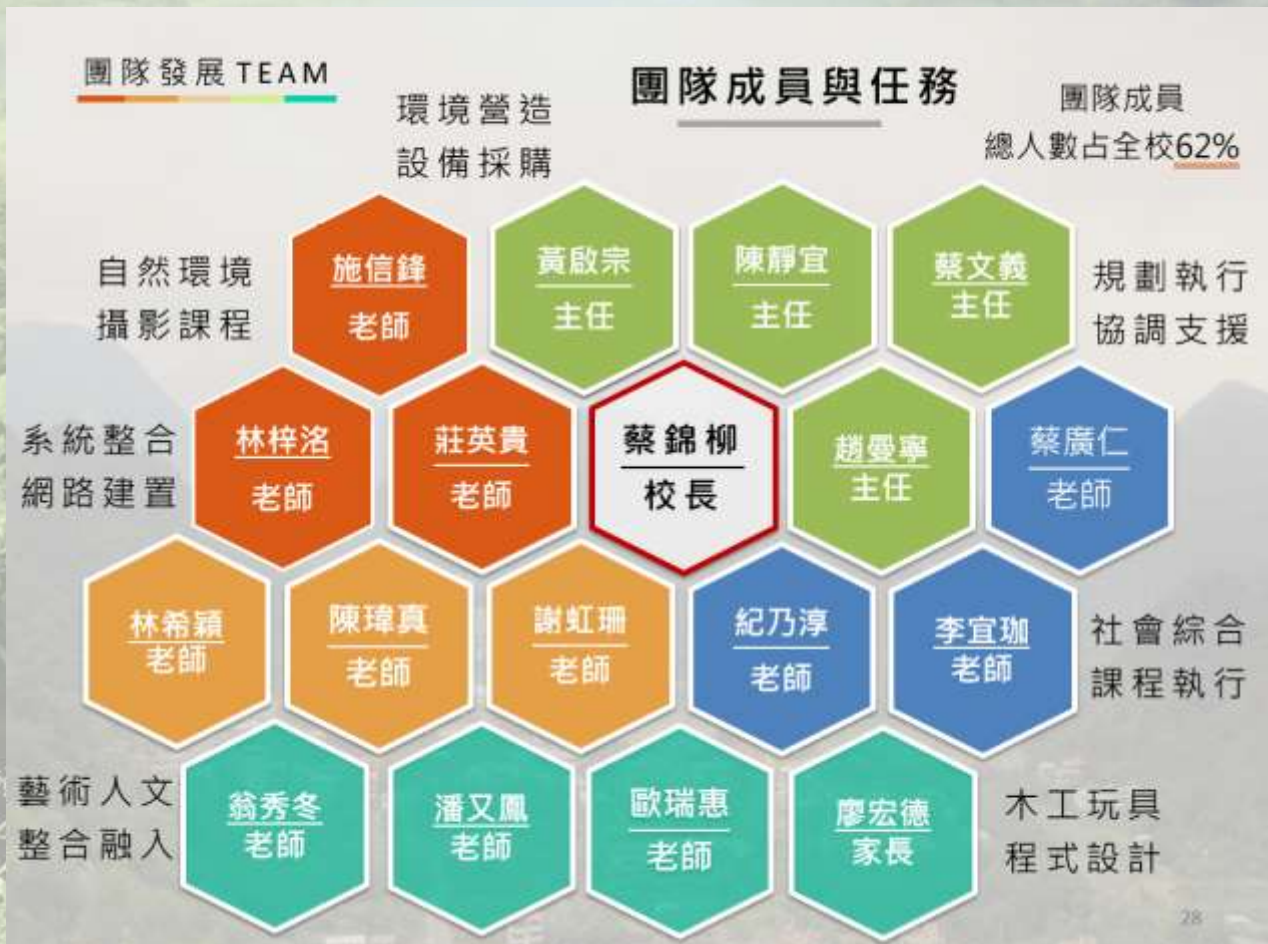 團隊發展 TEAM
團隊成員與任務
團隊成員
總人數占全校62%
環境營造
設備採購
自然環境
攝影課程
施信鋒
老師
黃啟宗
主任
陳靜宜
主任
蔡文義
主任
規劃執行
協調支援
系統整合
網路建置
林梓洺
老師
莊英貴
老師
蔡錦柳
校長
趙曼寧
主任
蔡廣仁
老師
林希穎
老師
陳瑋真
老師
謝虹珊
老師
紀乃淳
老師
李宜珈
老師
社會綜合
課程執行
藝術人文
整合融入
翁秀冬
老師
潘又鳳
老師
歐瑞惠
老師
廖宏德
家長
木工玩具
程式設計
28